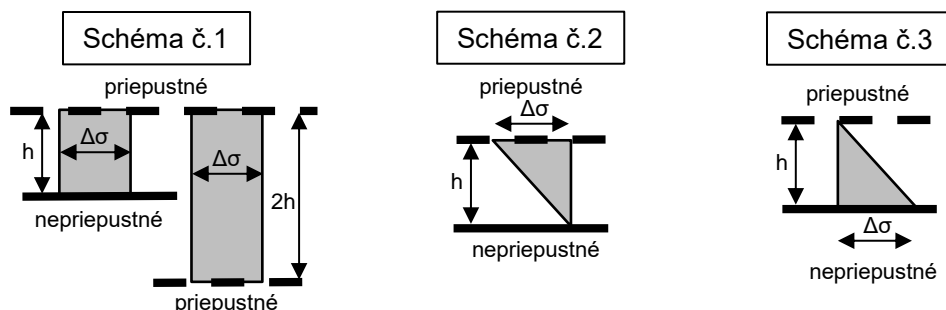 Schéma č.1
priepustné
h
Δσ
nepriepustné
Δσ
2h
priepustné
Schéma č.2
priepustné
Δσ
h
nepriepustné
Schéma č.3
priepustné
h
Δσ
nepriepustné